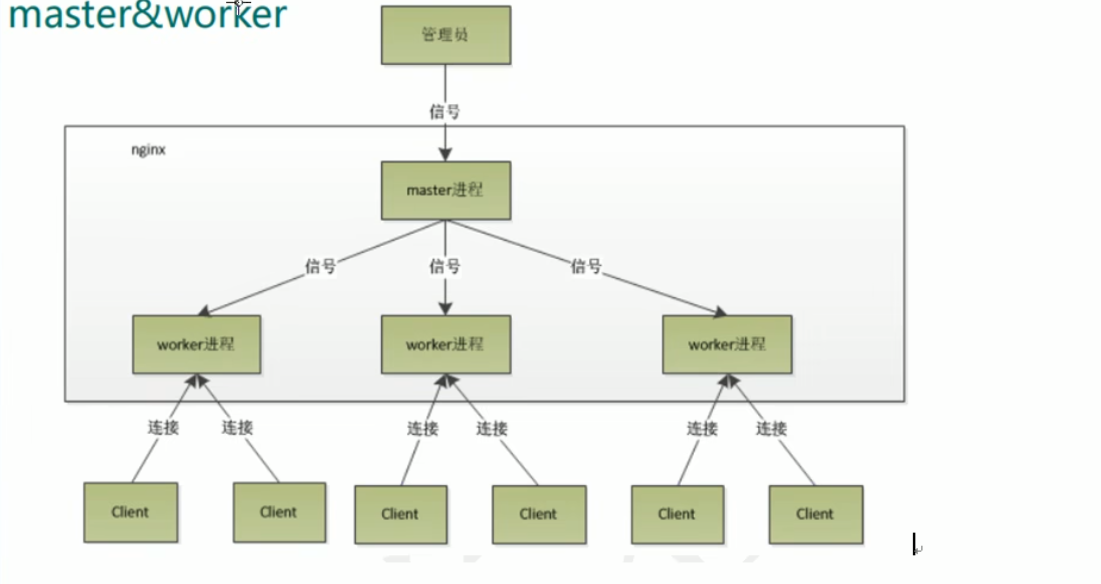 master&worker
管理员
信号
nginx
master进程
信号 信号 信号
worker进程 worker进程 worker进程
连接 连接 连接 连接 连接 连接
Client Client Client Client Client Client